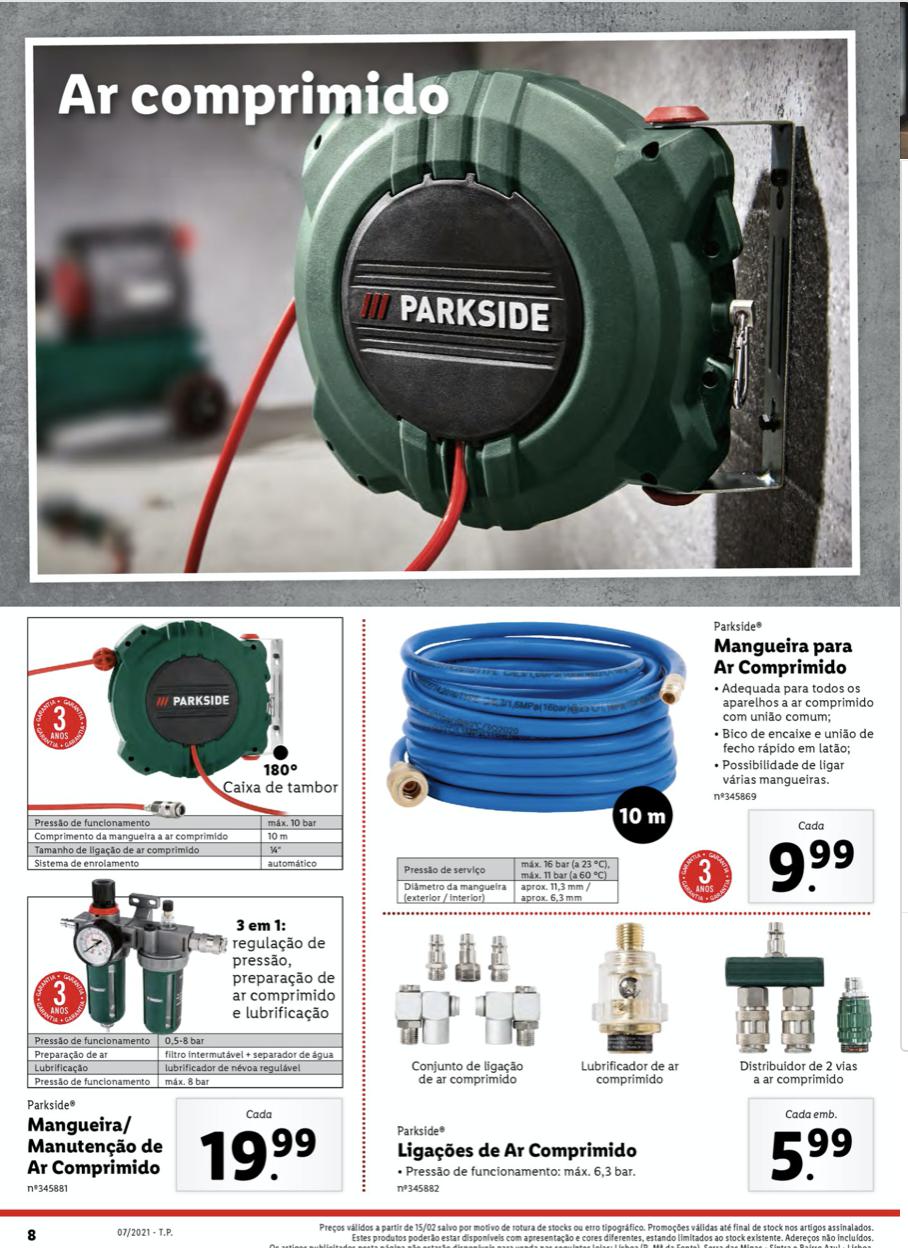 Ar comprimido
PARKSIDE
PARKSIDE
GARANTIA
3
ANOS
180°
Caixa de tambor
Pressão de funcionamento máx. 10 bar
Comprimento da mangueira a ar comprimido 10 m
Tamanho de ligação de ar comprimido ¼"
Sistema de enrolamento automático
3 em 1:
regulação de
pressão,
preparação de
ar comprimido
e lubrificação
GARANTIA
3
ANOS
Pressão de funcionamento 0,5-8 bar
Preparação de ar filtro intermutável + separador de água
Lubrificação lubrificador de névoa regulável
Pressão de funcionamento máx. 8 bar
Parkside®
Mangueira/
Manutenção de
Ar Comprimido
nº345881
Cada
19.99
Parkside®
Mangueira para
Ar Comprimido
• Adequada para todos os
aparelhos a ar comprimido
com união comum;
• Bico de encaixe e união de
fecho rápido em latão;
• Possibilidade de ligar
várias mangueiras.
nº345869
10 m
Cada
9.99
Pressão de serviço máx. 16 bar (a 23 °C),
máx. 11 bar (a 60 °C)
Diâmetro da mangueira aprox. 11,3 mm /
(exterior / interior) aprox. 6,3 mm
GARANTIA
3
ANOS
Conjunto de ligação
de ar comprimido
Lubrificador de ar
comprimido
Distribuidor de 2 vias
a ar comprimido
Parkside®
Ligações de Ar Comprimido
• Pressão de funcionamento: máx. 6,3 bar.
nº345882
Cada emb.
5.99
8
07/2021 - T.P.
Preços válidos a partir de 15/02 salvo por motivo de rotura de stocks ou erro tipográfico. Promoções válidas até final de stock nos artigos assinalados.
Estes produtos poderão estar disponíveis com apresentação e cores diferentes, estando limitados ao stock existente. Adereços não incluídos.